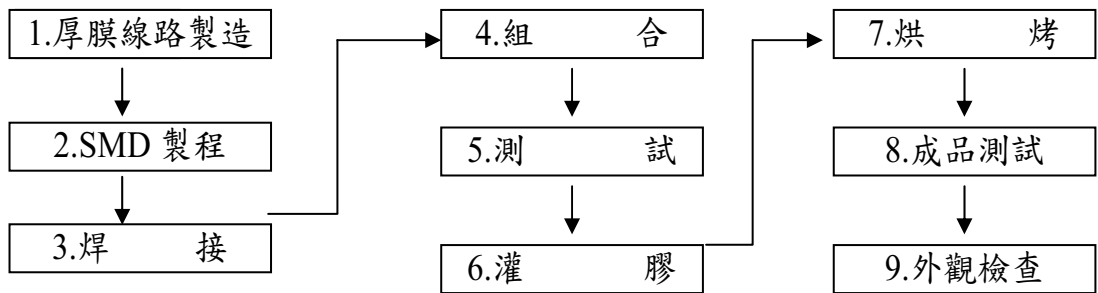 1.厚膜線路製造
2.SMD 製程
3.焊 接
4.組 合
5.測 試
6.灌 膠
7.烘 烤
8.成品測試
9.外觀檢查